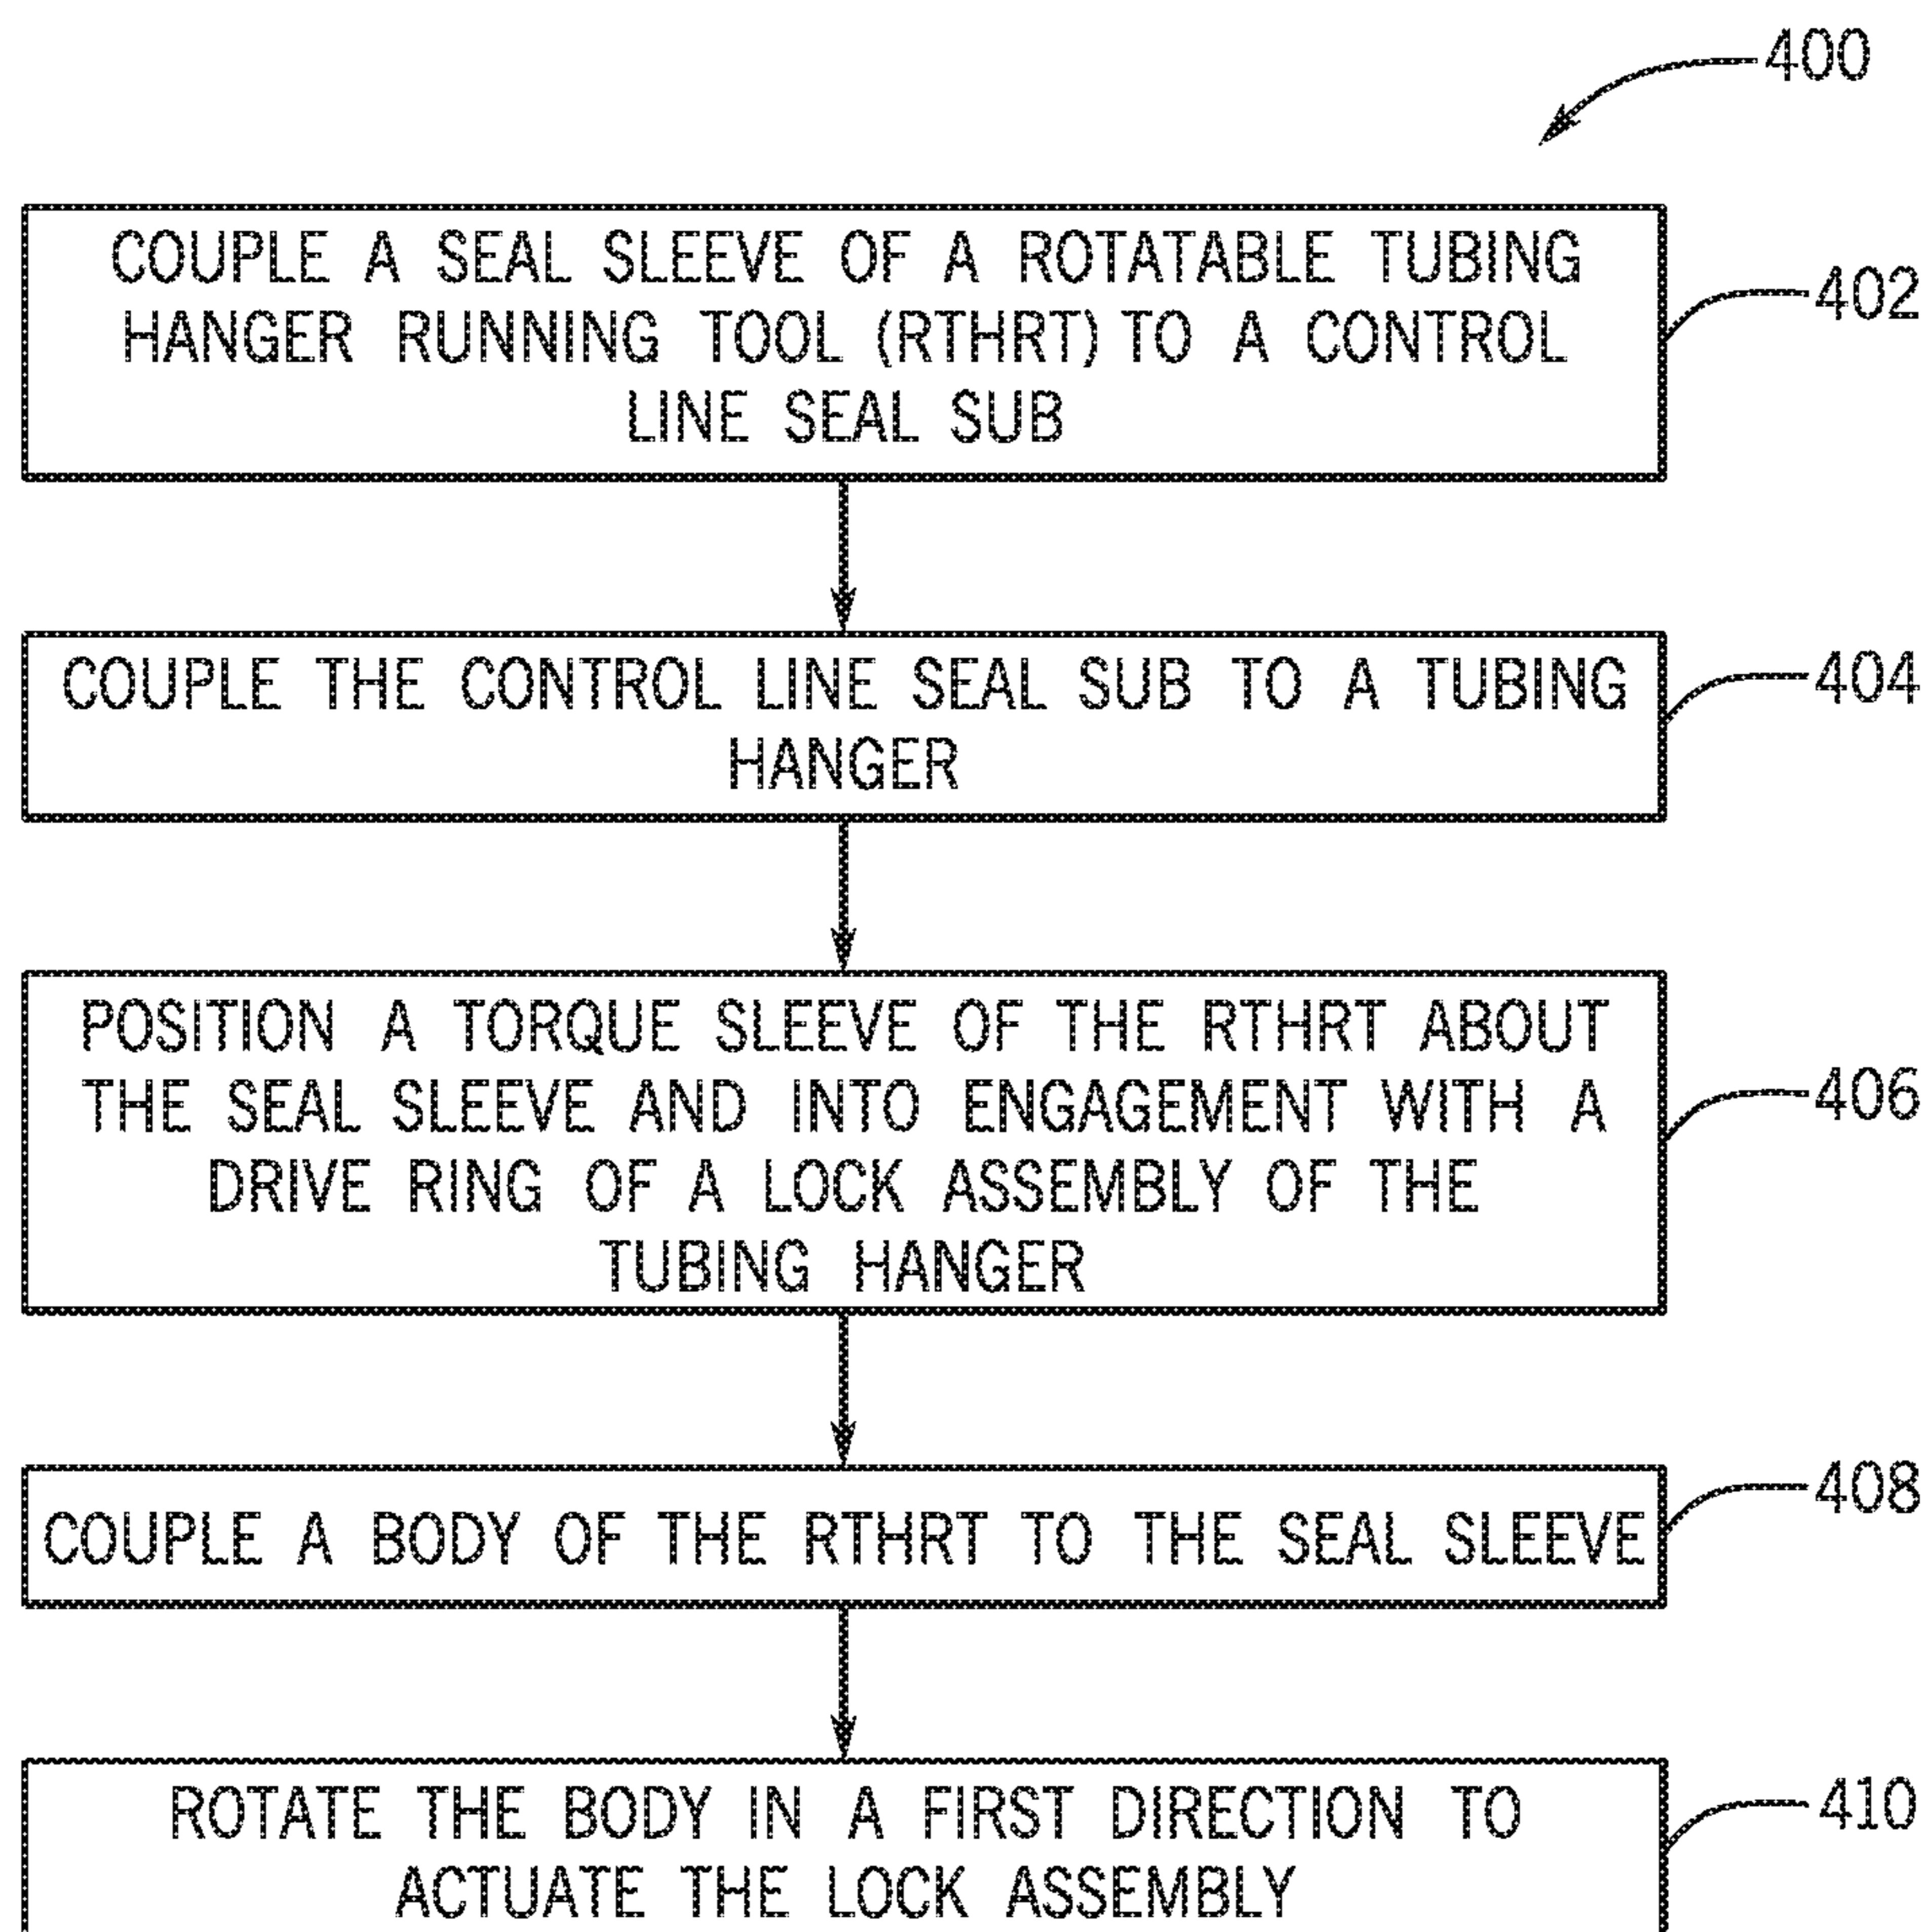 400
COUPLE A SEAL SLEEVE OF A ROTATABLE TUBING
HANGER RUNNING TOOL (RTHRT) TO A CONTROL
LINE SEAL SUB
402
COUPLE THE CONTROL LINE SEAL SUB TO A TUBING
HANGER
404
POSITION A TORQUE SLEEVE OF THE RTHRT ABOUT
THE SEAL SLEEVE AND INTO ENGAGEMENT WITH A
DRIVE RING OF A LOCK ASSEMBLY OF THE
TUBING HANGER
406
COUPLE A BODY OF THE RTHRT TO THE SEAL SLEEVE
408
ROTATE THE BODY IN A FIRST DIRECTION TO
ACTUATE THE LOCK ASSEMBLY
410